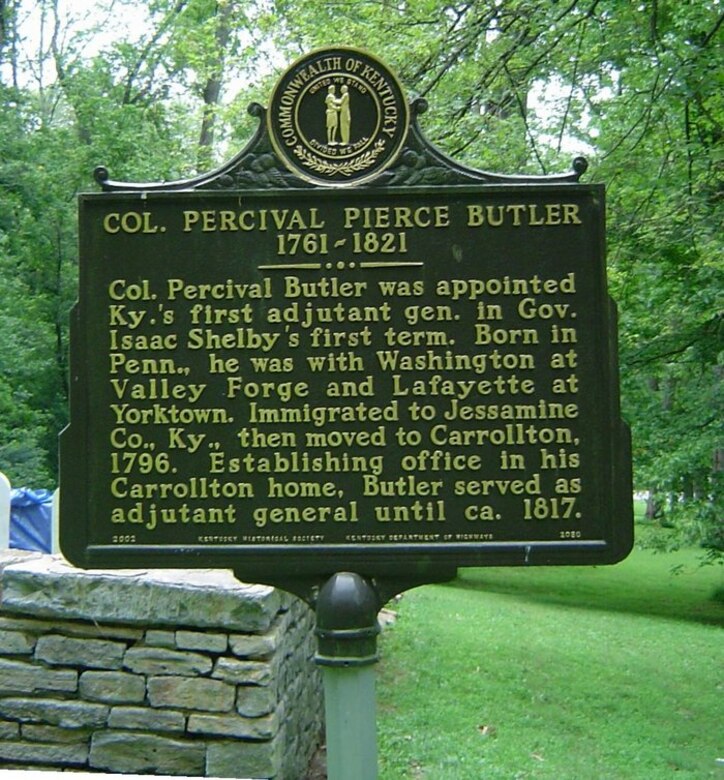 COMMONWEALTH OF KENTUCKY
UNITED WE STAND
DIVIDED WE FALL
COL. PERCIVAL PIERCE BUTLER
1761~1821
Col. Percival Butler was appointed
Ky.'s first adjutant gen. in Gov.
Isaac Shelby's first term. Born in
Penn., he was with Washington at
Valley Forge and Lafayette at
Yorktown. Immigrated to Jessamine
Co., Ky., then moved to Carrollton,
1796. Establishing office in his
Carrollton home, Butler served as
adjutant general until ca. 1817.
2002 KENTUCKY HISTORICAL SOCIETY KENTUCKY DEPARTMENT OF HIGHWAYS 2080